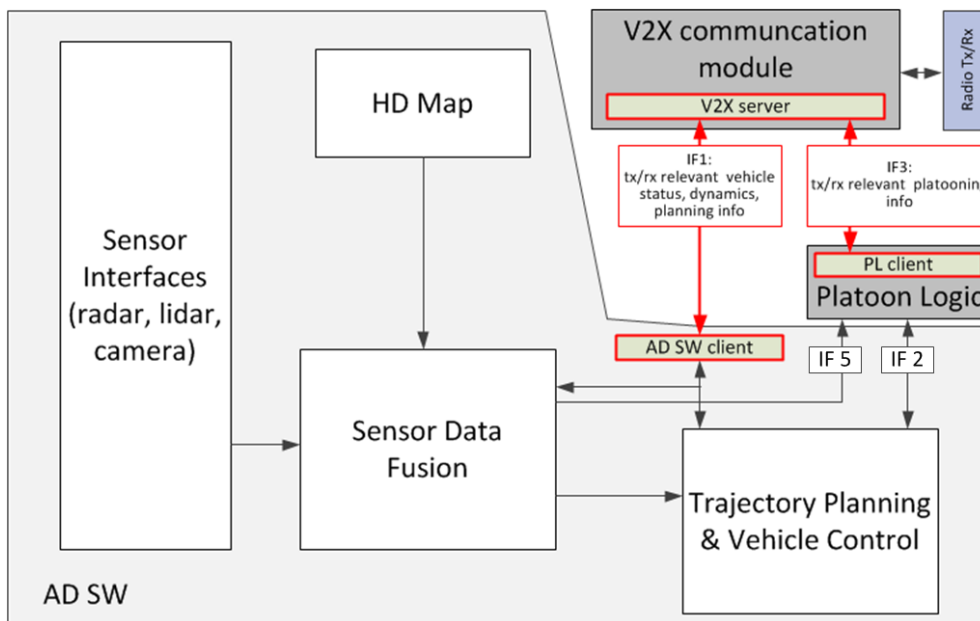 V2X communcation
module
V2X server
Radio Tx/Rx
HD Map
IF1:
tx/rx relevant vehicle
status, dynamics,
planning info
IF3:
tx/rx relevant platoonin
info
Sensor
Interfaces
(radar, lidar,
camera)
PL client
Platoon Logic
AD SW client
IF 5
IF 2
Sensor Data
Fusion
Trajectory Planning
& Vehicle Control
AD SW